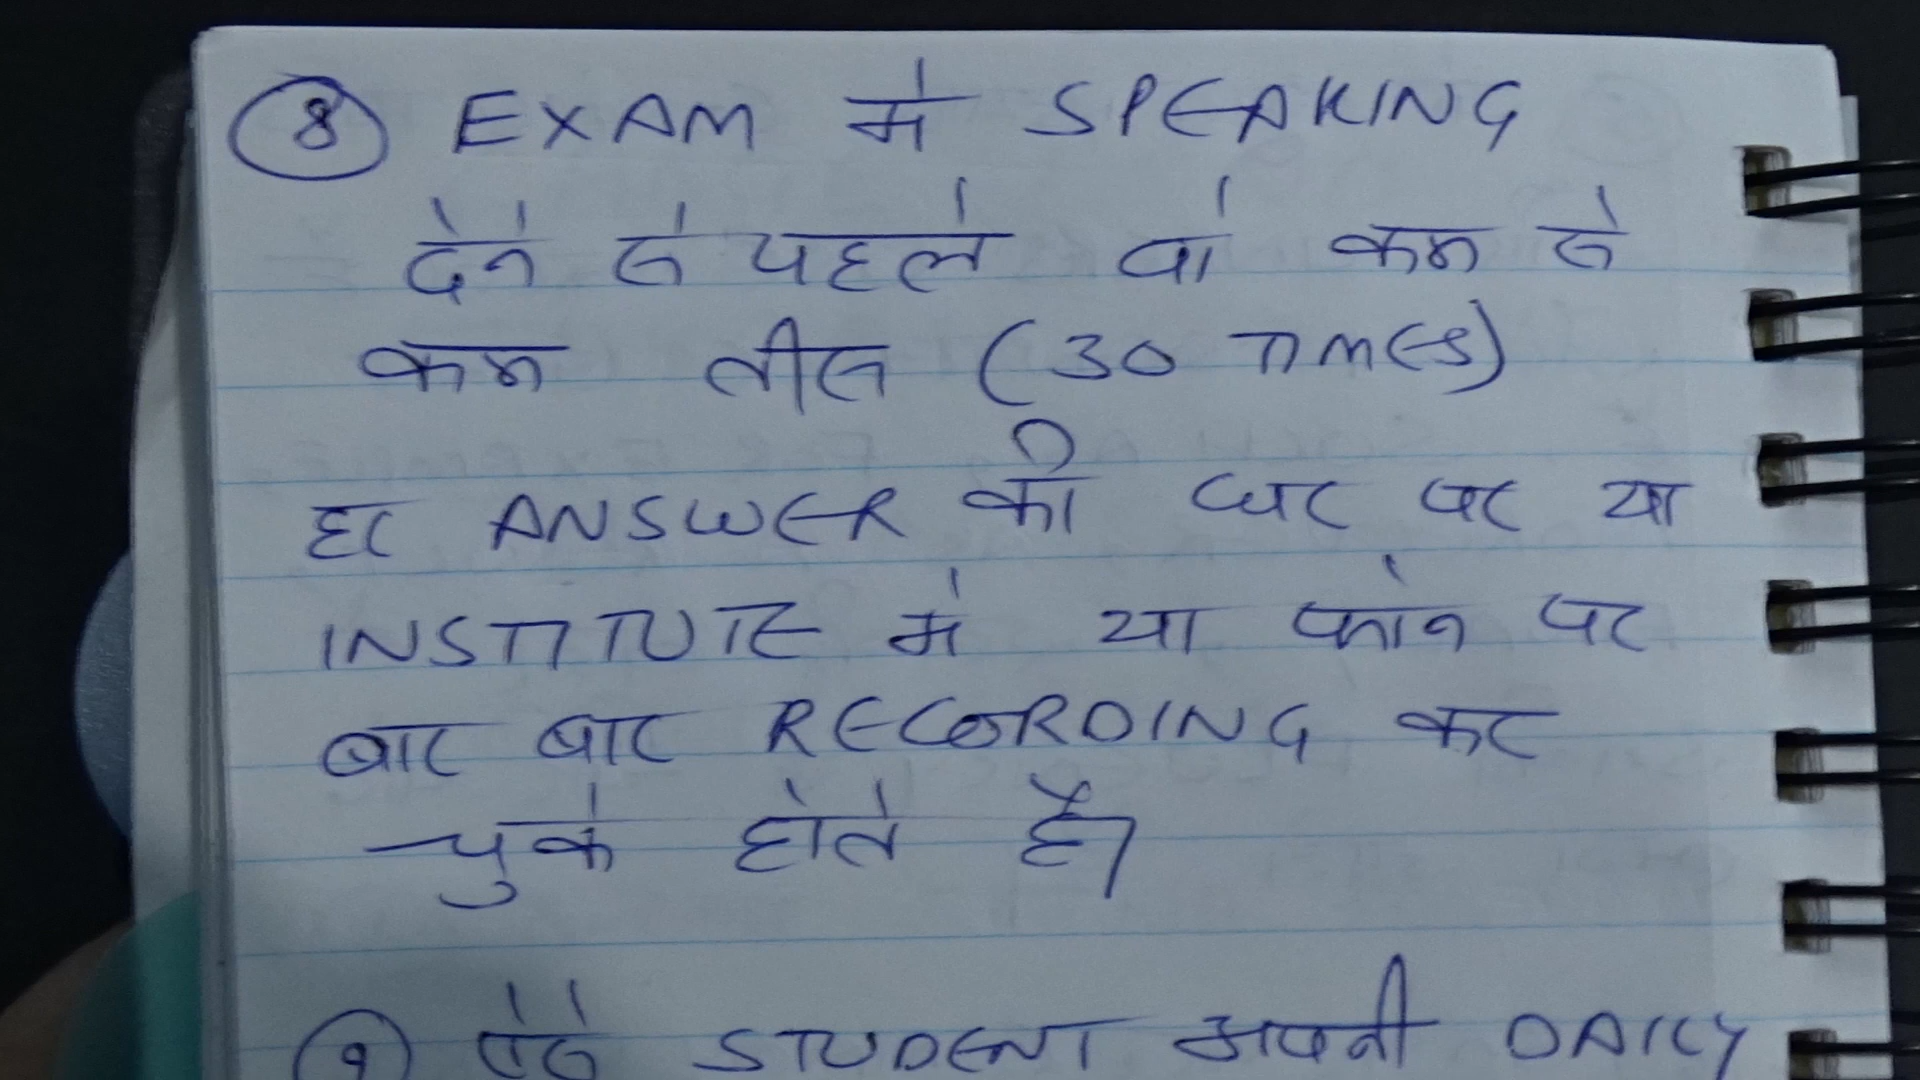 ⑧ EXAM में SPEAKING
देने से पहले वो कम से
कम तीस (30 TIMES)
हर ANSWER की घर पर या
INSTITUTE में या फोन पर
बार बार RECORDING कर
चुके होते है।
⑨ ऐसे STUDENT अपनी DAILY